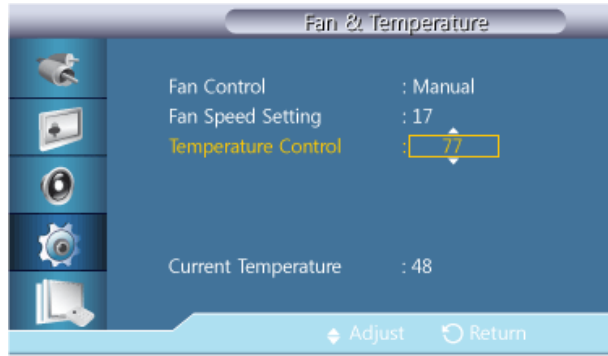 Fan & Temperature
Fan Control : Manual
Fan Speed Setting : 17
Temperature Control : 77
Current Temperature : 48
Adjust Return